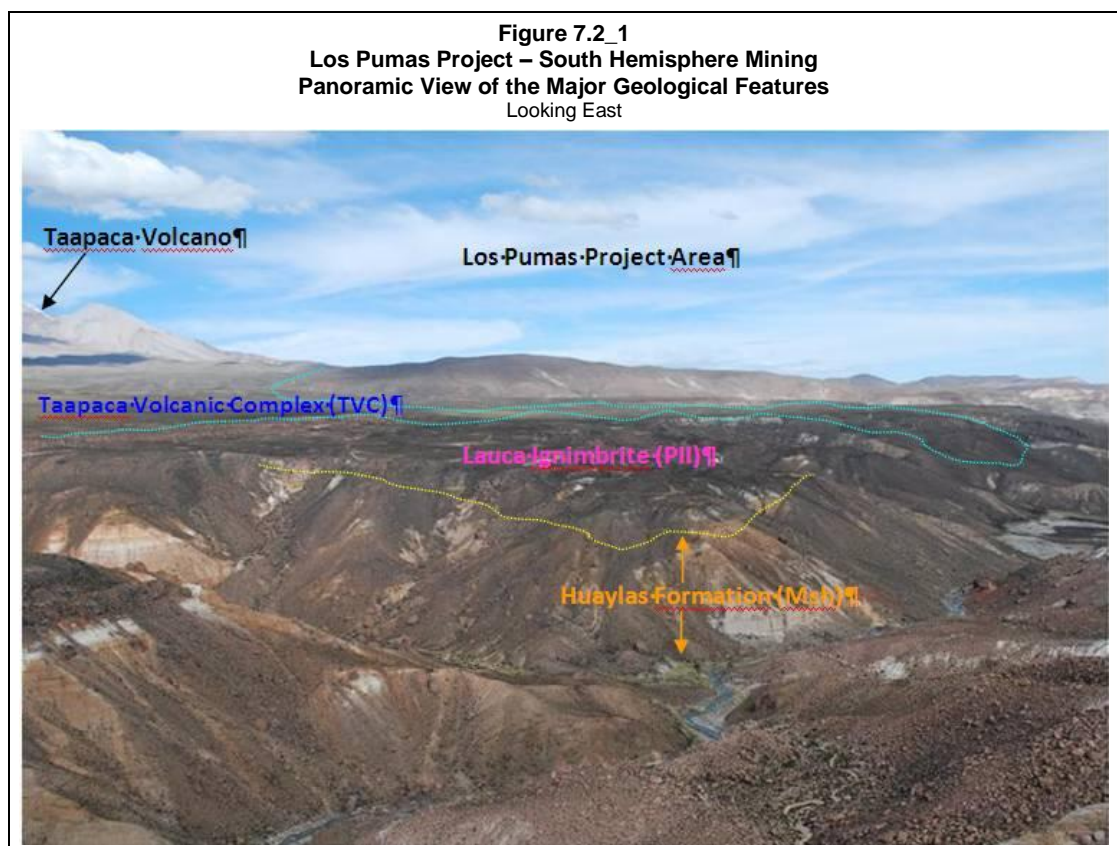 Figure 7.2_1
Los Pumas Project – South Hemisphere Mining
Panoramic View of the Major Geological Features
Looking East
Taapaca·Volcano¶
Los·Pumas·Project·Area¶
Taapaca·Volcanic·Complex·(TVC)¶
Lauca·Ignimbrite·(Pll)¶
Huaylas·Formation·(Msh)¶